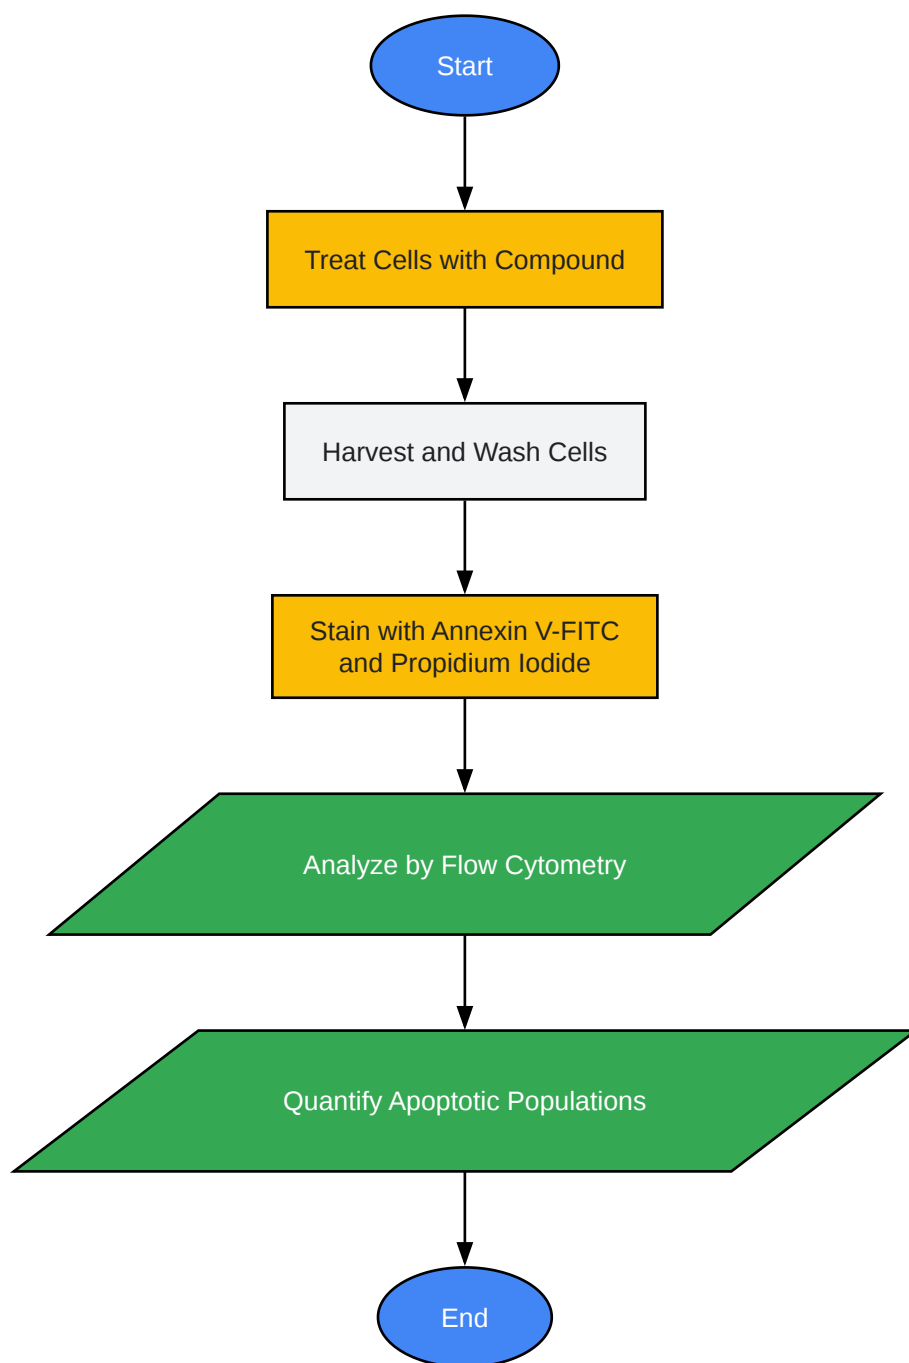 Start
Treat Cells with Compound
Harvest and Wash Cells
Stain with Annexin V-FITC
and Propidium Iodide
Analyze by Flow Cytometry
Quantify Apoptotic Populations
End